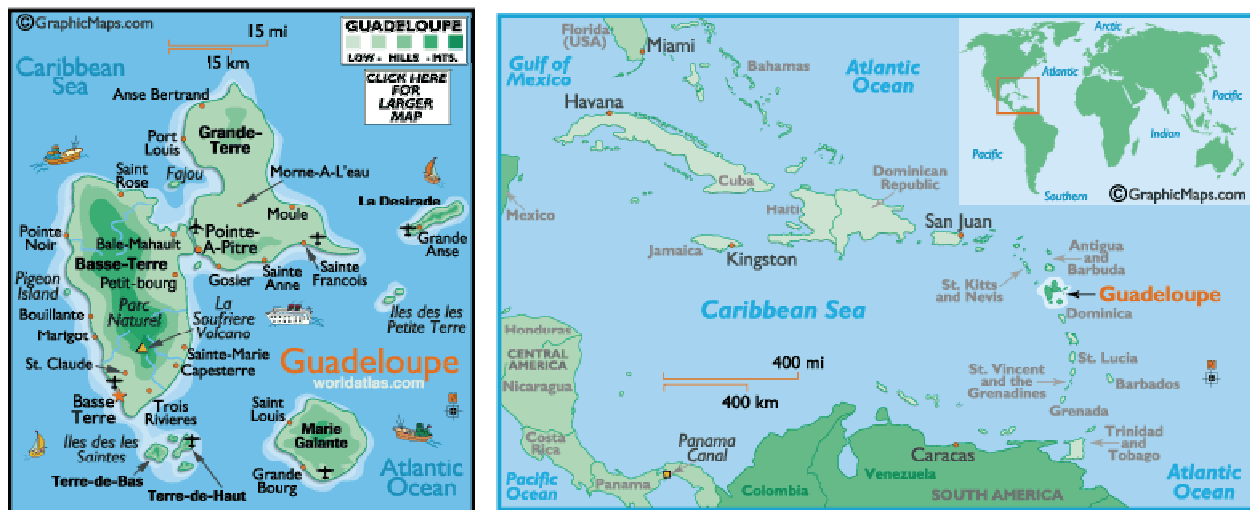 ©GraphicMaps.com
GUADELOUPE
LOW - HILLS - MTS.
15 mi
15 km
CLICK HERE
FOR
LARGER
MAP
Caribbean
Sea
Anse Bertrand
Grande-
Terre
Port
Louis
Fajou
Saint
Rose
Morne-A-L'eau
La Desirade
Moule
Pointe
Noir
Baie-Mahault
Pointe-
A-Pitre
Grande
Anse
Basse-Terre
Petit-bourg
Gosier
Sainte
Anne
Sainte
Francois
Pigeon
Island
Parc
Naturel
La
Soufriere
Volcano
Iles des les
Petite Terre
Bouillante
Marigot
St. Claude
Sainte-Marie
Capesterre
Guadeloupe
worldatlas.com
Basse
Terre
Trois
Rivieres
Saint
Louis
N
Marie
Galante
Iles des les
Saintes
Terre-de-Bas
Terre-de-Haut
Grande
Bourg
Atlantic
Ocean
Florida
(USA)
Miami
Gulf of
Mexico
Bahamas
Atlantic
Ocean
Arctic
Atlantic
Pacific
Indian
Pacific
Southern
©GraphicMaps.com
Havana
Cuba
Dominican
Republic
Mexico
Haiti
San Juan
Jamaica
Kingston
Antigua
and
Barbuda
St. Kitts
and Nevis
Guadeloupe
Dominica
Caribbean Sea
Honduras
CENTRAL
AMERICA
Nicaragua
400 mi
400 km
St. Lucia
St. Vincent
and the
Grenadines
Barbados
N
Grenada
Costa
Rica
Panama
Canal
Caracas
Trinidad
and
Tobago
Pacific
Ocean
Panama
Colombia
Venezuela
SOUTH AMERICA
Atlantic
Ocean